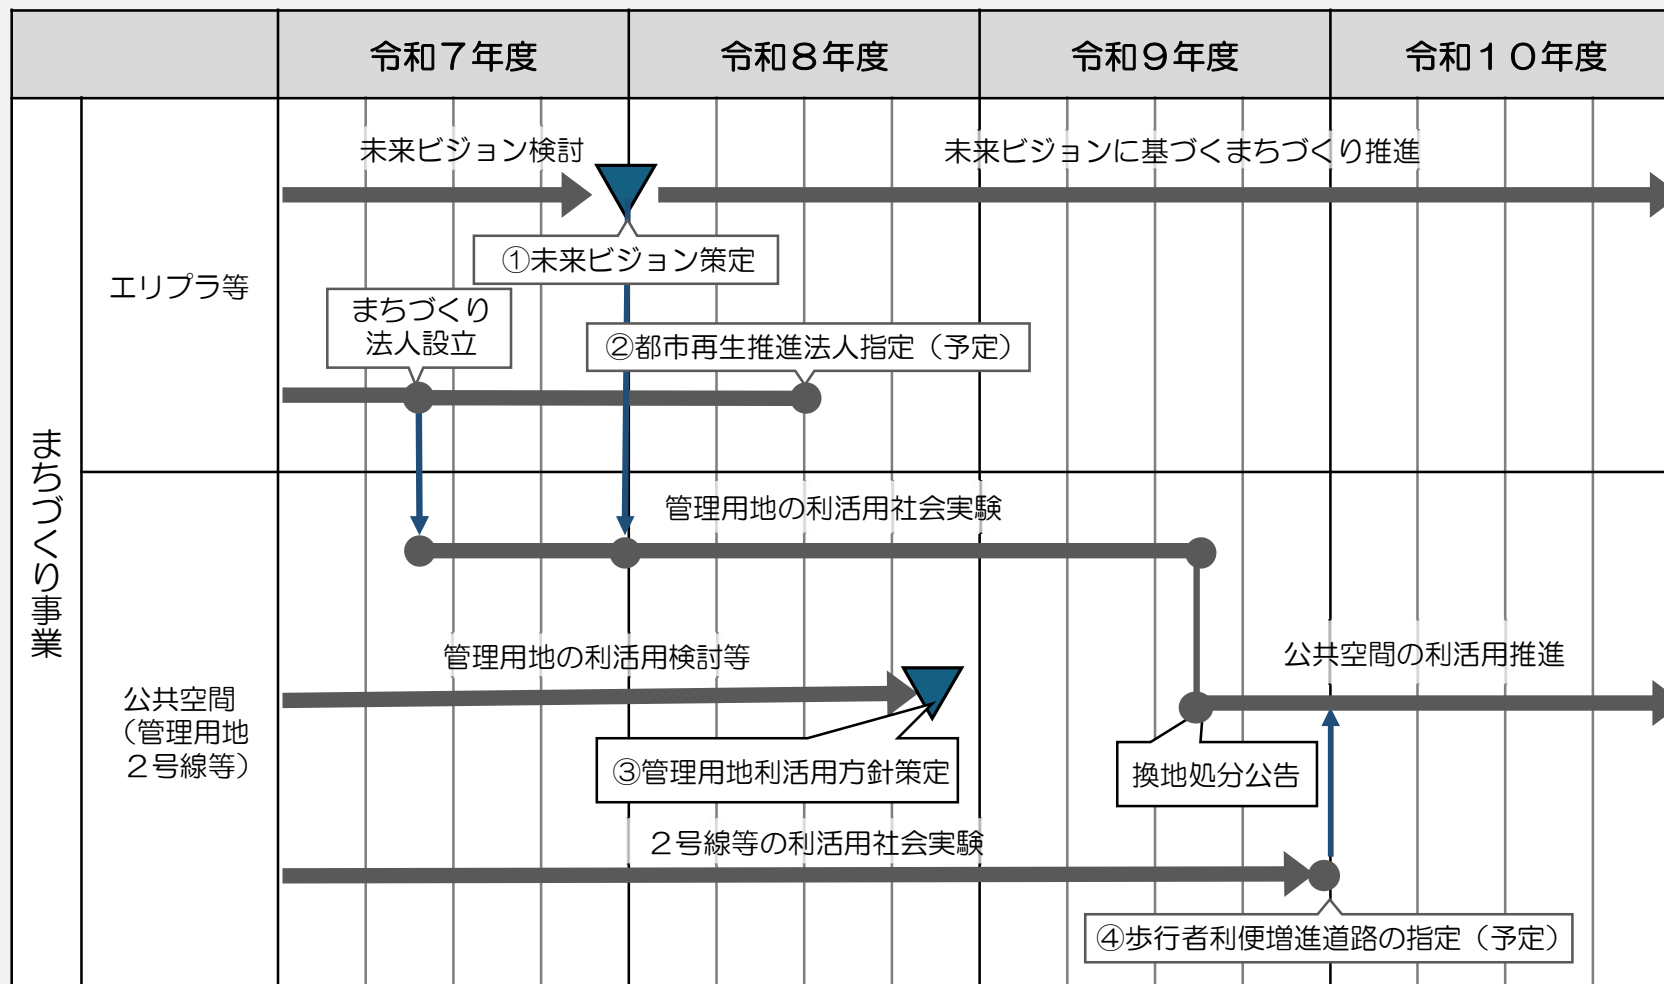 令和７年度
令和８年度
令和９年度
令和１０年度
まちづくり事業
エリプラ等
未来ビジョン検討
未来ビジョンに基づくまちづくり推進
①未来ビジョン策定
まちづくり
法人設立
②都市再生推進法人指定（予定）
公共空間
（管理用地
２号線等）
管理用地の利活用社会実験
管理用地の利活用検討等
公共空間の利活用推進
③管理用地利活用方針策定
換地処分公告
２号線等の利活用社会実験
④歩行者利便増進道路の指定（予定）